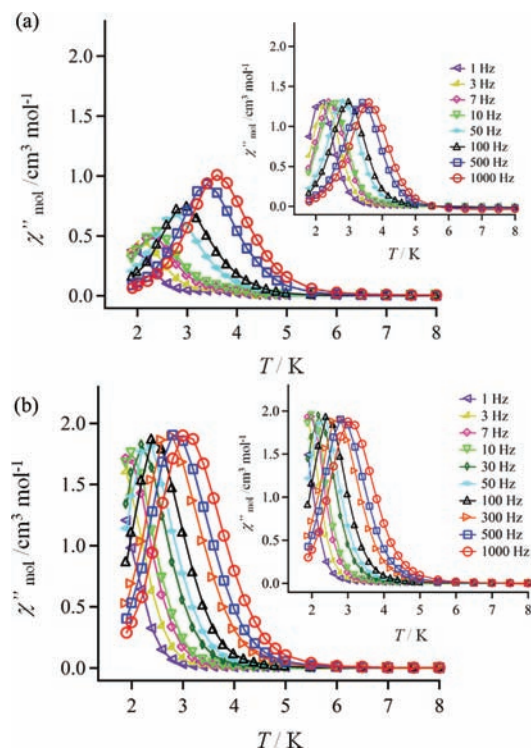 (a)
2.0
1.5
1.0
0.5
0.0
χ″mol /cm³ mol⁻¹
2 3 4 5 6 7 8
T / K
2.0
1.5
1.0
0.5
0.0
χ″mol /cm³ mol⁻¹
2 3 4 5 6 7 8
T / K
1 Hz
3 Hz
7 Hz
10 Hz
50 Hz
100 Hz
500 Hz
1000 Hz
(b)
2.0
1.5
1.0
0.5
0.0
χ″mol /cm³ mol⁻¹
2 3 4 5 6 7 8
T / K
2.0
1.5
1.0
0.5
0.0
χ″mol /cm³ mol⁻¹
2 3 4 5 6 7 8
T / K
1 Hz
3 Hz
7 Hz
10 Hz
30 Hz
50 Hz
100 Hz
300 Hz
500 Hz
1000 Hz